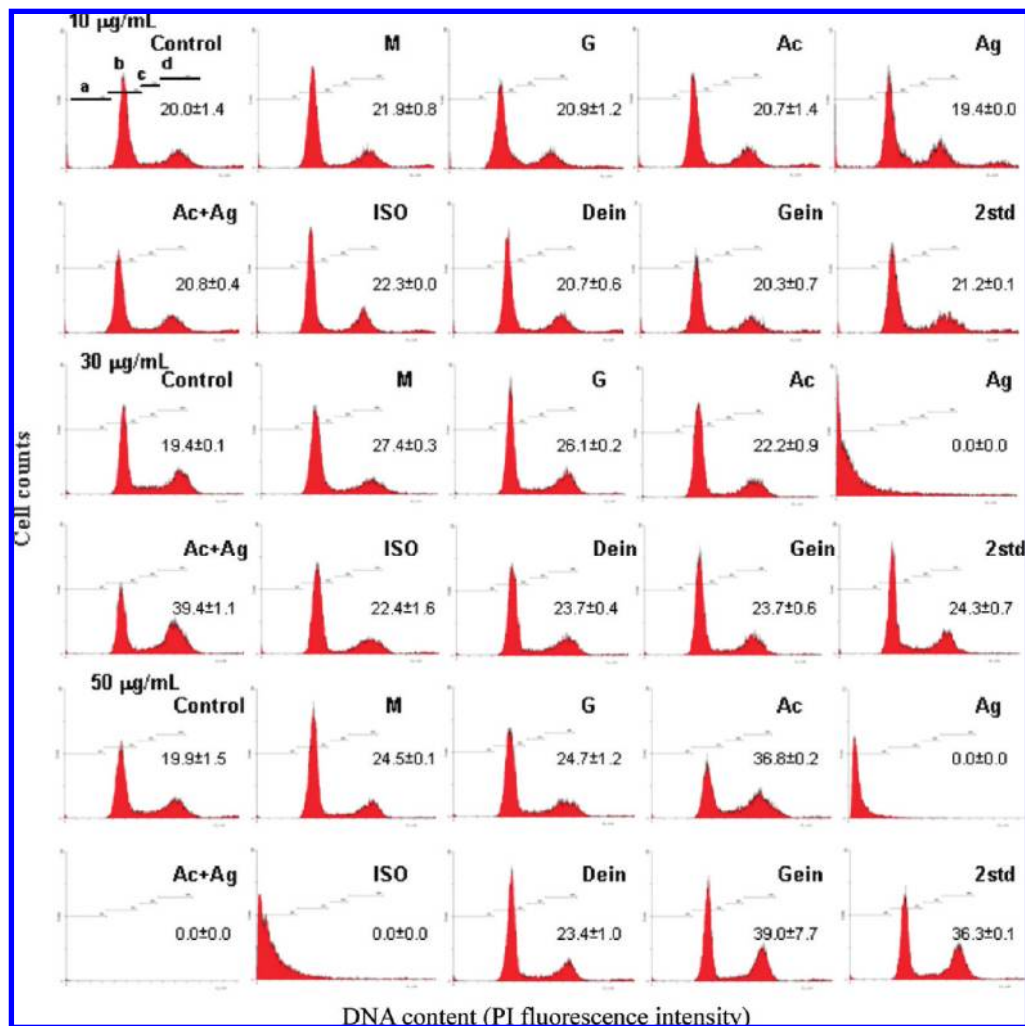 10 µg/mL
Control M G Ac Ag
a b c d
20.0±1.4 21.9±0.8 20.9±1.2 20.7±1.4 19.4±0.0
Ac+Ag ISO Dein Gein 2std
20.8±0.4 22.3±0.0 20.7±0.6 20.3±0.7 21.2±0.1
30 µg/mL
Control M G Ac Ag
19.4±0.1 27.4±0.3 26.1±0.2 22.2±0.9 0.0±0.0
Ac+Ag ISO Dein Gein 2std
39.4±1.1 22.4±1.6 23.7±0.4 23.7±0.6 24.3±0.7
50 µg/mL
Control M G Ac Ag
19.9±1.5 24.5±0.1 24.7±1.2 36.8±0.2 0.0±0.0
Ac+Ag ISO Dein Gein 2std
0.0±0.0 0.0±0.0 23.4±1.0 39.0±7.7 36.3±0.1
Cell counts
DNA content (PI fluorescence intensity)